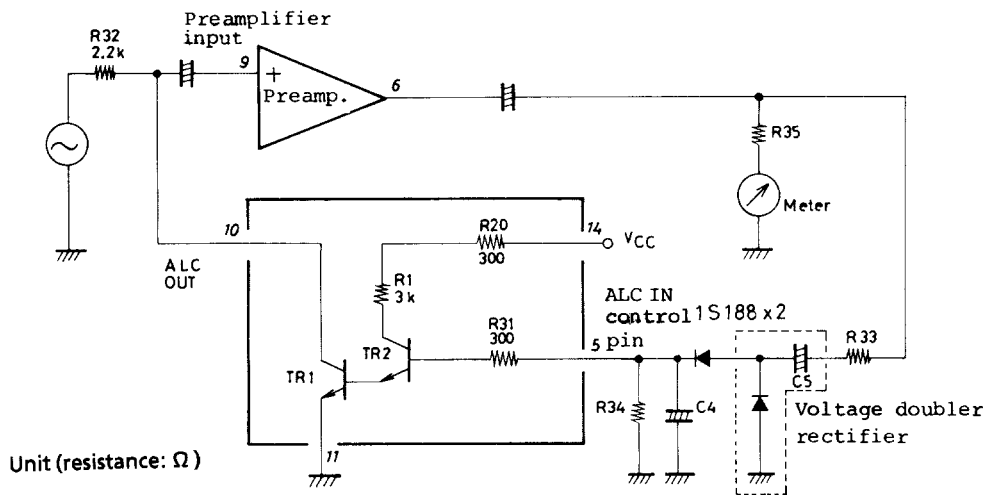 Preamplifier
input
R32
2.2k
9
+
Preamp.
6
R35
Meter
10
ALC
OUT
R20
300
14
VCC
R1
3k
ALC IN
control 1S188 x 2
pin
R31
300
5
R33
TR2
TR1
C5
R34
C4
Voltage doubler
rectifier
11
Unit (resistance: Ω)